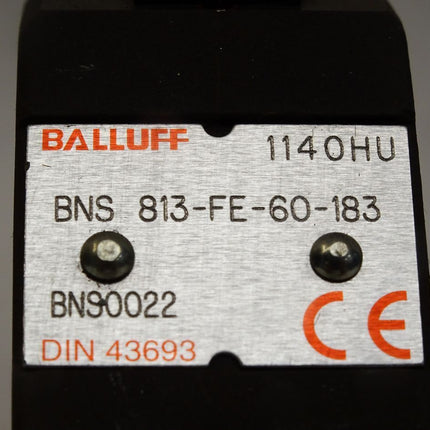 BALLUFF 1140HU
BNS 813-FE-60-183
BNS0022
DIN 43693 CE